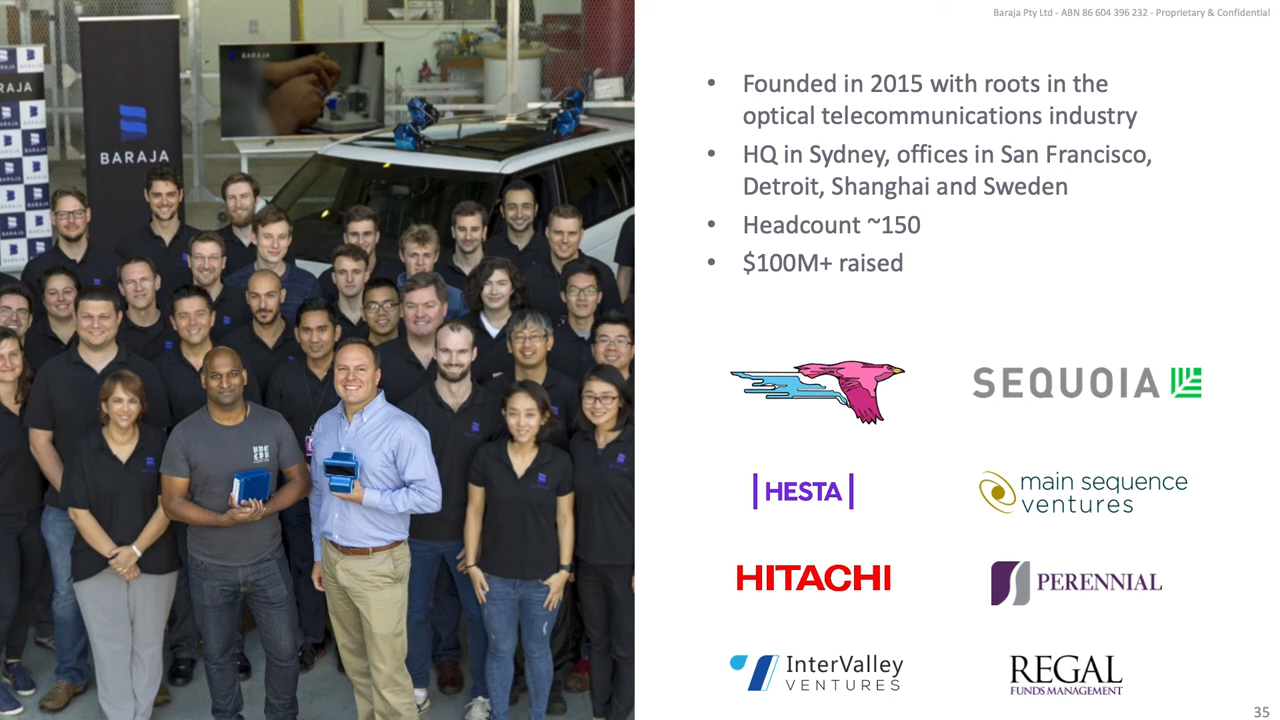 Baraja Pty Ltd - ABN 86 604 396 232 - Proprietary & Confidential
BARAJA
ARAJA
BARAJA
BARAJA
• Founded in 2015 with roots in the
optical telecommunications industry
• HQ in Sydney, offices in San Francisco,
Detroit, Shanghai and Sweden
• Headcount ~150
• $100M+ raised
SEQUOIA
|HESTA|
main sequence
ventures
HITACHI
PERENNIAL
InterValley
VENTURES
REGAL
FUNDS MANAGEMENT
35